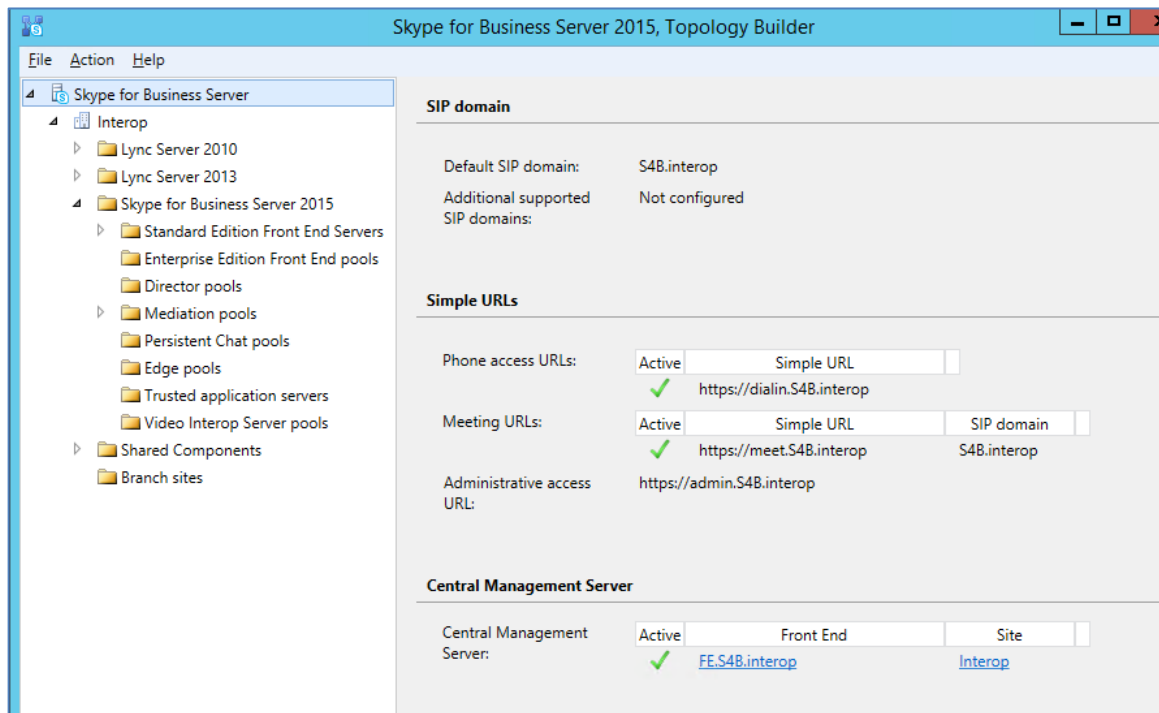 Skype for Business Server 2015, Topology Builder
File Action Help
Skype for Business Server
Interop
Lync Server 2010
Lync Server 2013
Skype for Business Server 2015
Standard Edition Front End Servers
Enterprise Edition Front End pools
Director pools
Mediation pools
Persistent Chat pools
Edge pools
Trusted application servers
Video Interop Server pools
Shared Components
Branch sites
SIP domain
Default SIP domain: S4B.interop
Additional supported Not configured
SIP domains:
Simple URLs
Phone access URLs: Active Simple URL
https://dialin.S4B.interop
Meeting URLs: Active Simple URL SIP domain
https://meet.S4B.interop S4B.interop
Administrative access https://admin.S4B.interop
URL:
Central Management Server
Central Management Active Front End Site
Server: FE.S4B.interop Interop